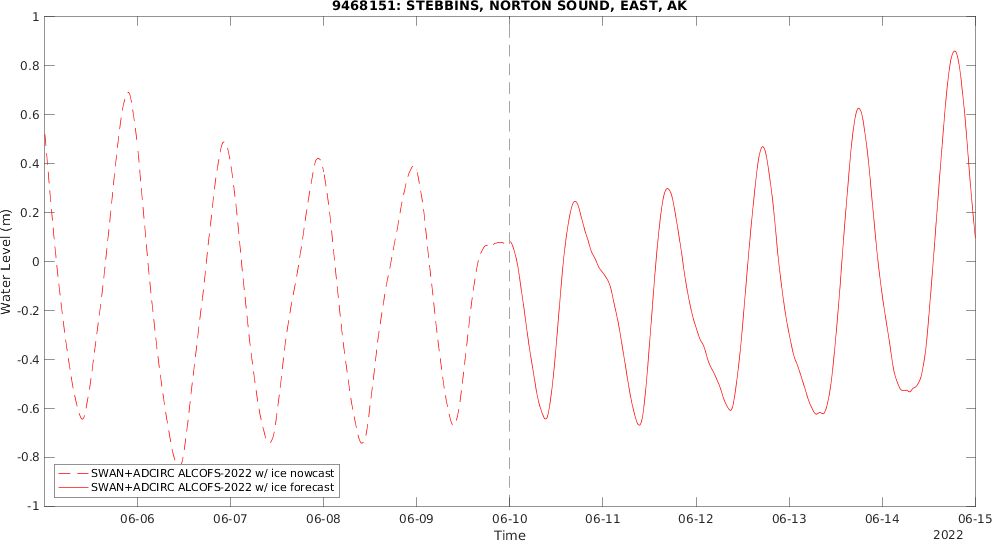 9468151: STEBBINS, NORTON SOUND, EAST, AK
1
0.8
0.6
0.4
0.2
0
-0.2
-0.4
-0.6
-0.8
-1
Water Level (m)
SWAN+ADCIRC ALCOFS-2022 w/ ice nowcast
SWAN+ADCIRC ALCOFS-2022 w/ ice forecast
06-06 06-07 06-08 06-09 06-10 06-11 06-12 06-13 06-14 06-15
Time
2022